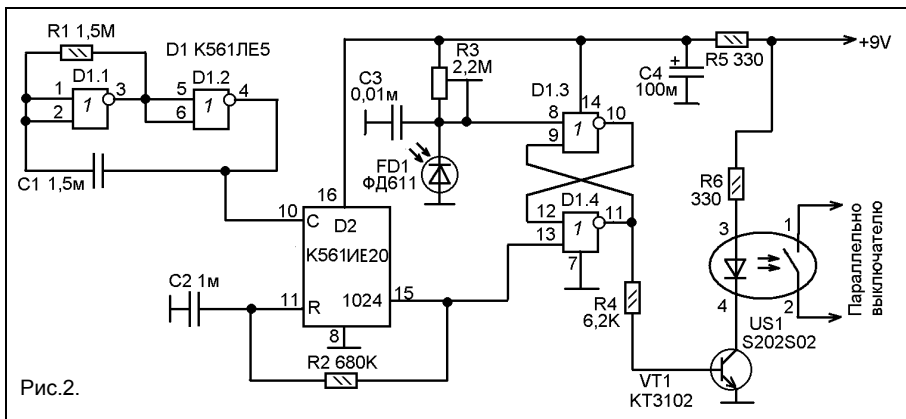 R1 1,5М
D1 К561ЛЕ5
D1.1
D1.2
1
2
1
3
5
6
1
4
C1 1,5м
C3
0,01м
R3
2,2М
FD1
ФД611
D1.3
8
9
1
14
10
D1.4
12
13
1
11
7
C4
+
100м
R5 330
+9V
R6
330
16
10
C
D2
К561ИЕ20
11
R
1024
15
8
C2 1м
R2 680K
R4
6,2K
VT1
КТ3102
3
4
1
2
US1
S202S02
Параллельно
выключателю
Рис.2.